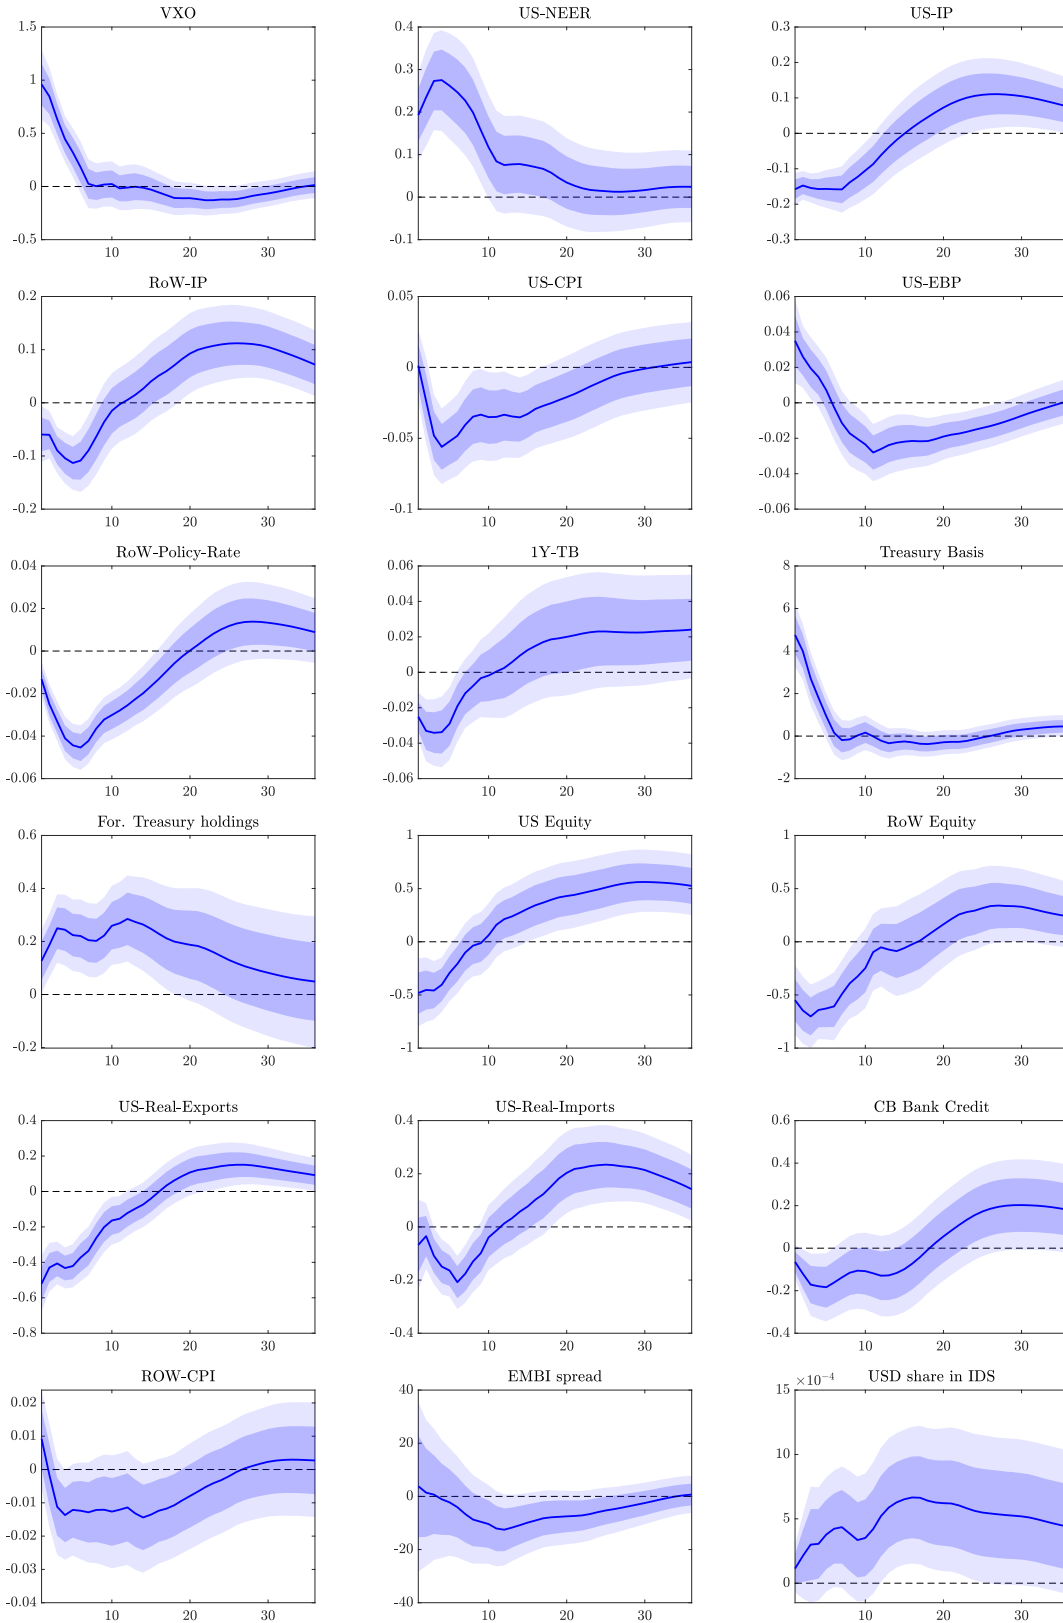 VXO
1.5
1
0.5
0
-0.5
10 20 30
US-NEER
0.4
0.3
0.2
0.1
0
-0.1
10 20 30
US-IP
0.3
0.2
0.1
0
-0.1
-0.2
-0.3
10 20 30
RoW-IP
0.2
0.1
0
-0.1
-0.2
10 20 30
US-CPI
0.05
0
-0.05
-0.1
10 20 30
US-EBP
0.06
0.04
0.02
0
-0.02
-0.04
-0.06
10 20 30
RoW-Policy-Rate
0.04
0.02
0
-0.02
-0.04
-0.06
10 20 30
1Y-TB
0.06
0.04
0.02
0
-0.02
-0.04
-0.06
10 20 30
Treasury Basis
8
6
4
2
0
-2
10 20 30
For. Treasury holdings
0.6
0.4
0.2
0
-0.2
10 20 30
US Equity
1
0.5
0
-0.5
-1
10 20 30
RoW Equity
1
0.5
0
-0.5
-1
10 20 30
US-Real-Exports
0.4
0.2
0
-0.2
-0.4
-0.6
-0.8
10 20 30
US-Real-Imports
0.4
0.2
0
-0.2
-0.4
10 20 30
CB Bank Credit
0.6
0.4
0.2
0
-0.2
-0.4
10 20 30
ROW-CPI
0.02
0.01
0
-0.01
-0.02
-0.03
-0.04
10 20 30
EMBI spread
40
20
0
-20
-40
10 20 30
USD share in IDS
×10⁻⁴
15
10
5
0
10 20 30